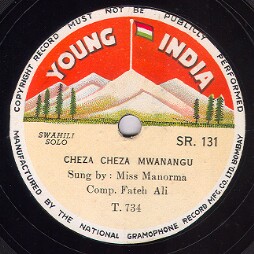 COPYRIGHT RECORD MUST NOT BE PUBLICLY PERFORMED
YOUNG INDIA
SWAHILI
SOLO
SR. 131
CHEZA CHEZA MWANANGU
Sung by : Miss Manorma
Comp. Fateh Ali
T. 734
MANUFACTURED BY THE NATIONAL GRAMOPHONE RECORD MFG. CO. LTD. BOMBAY